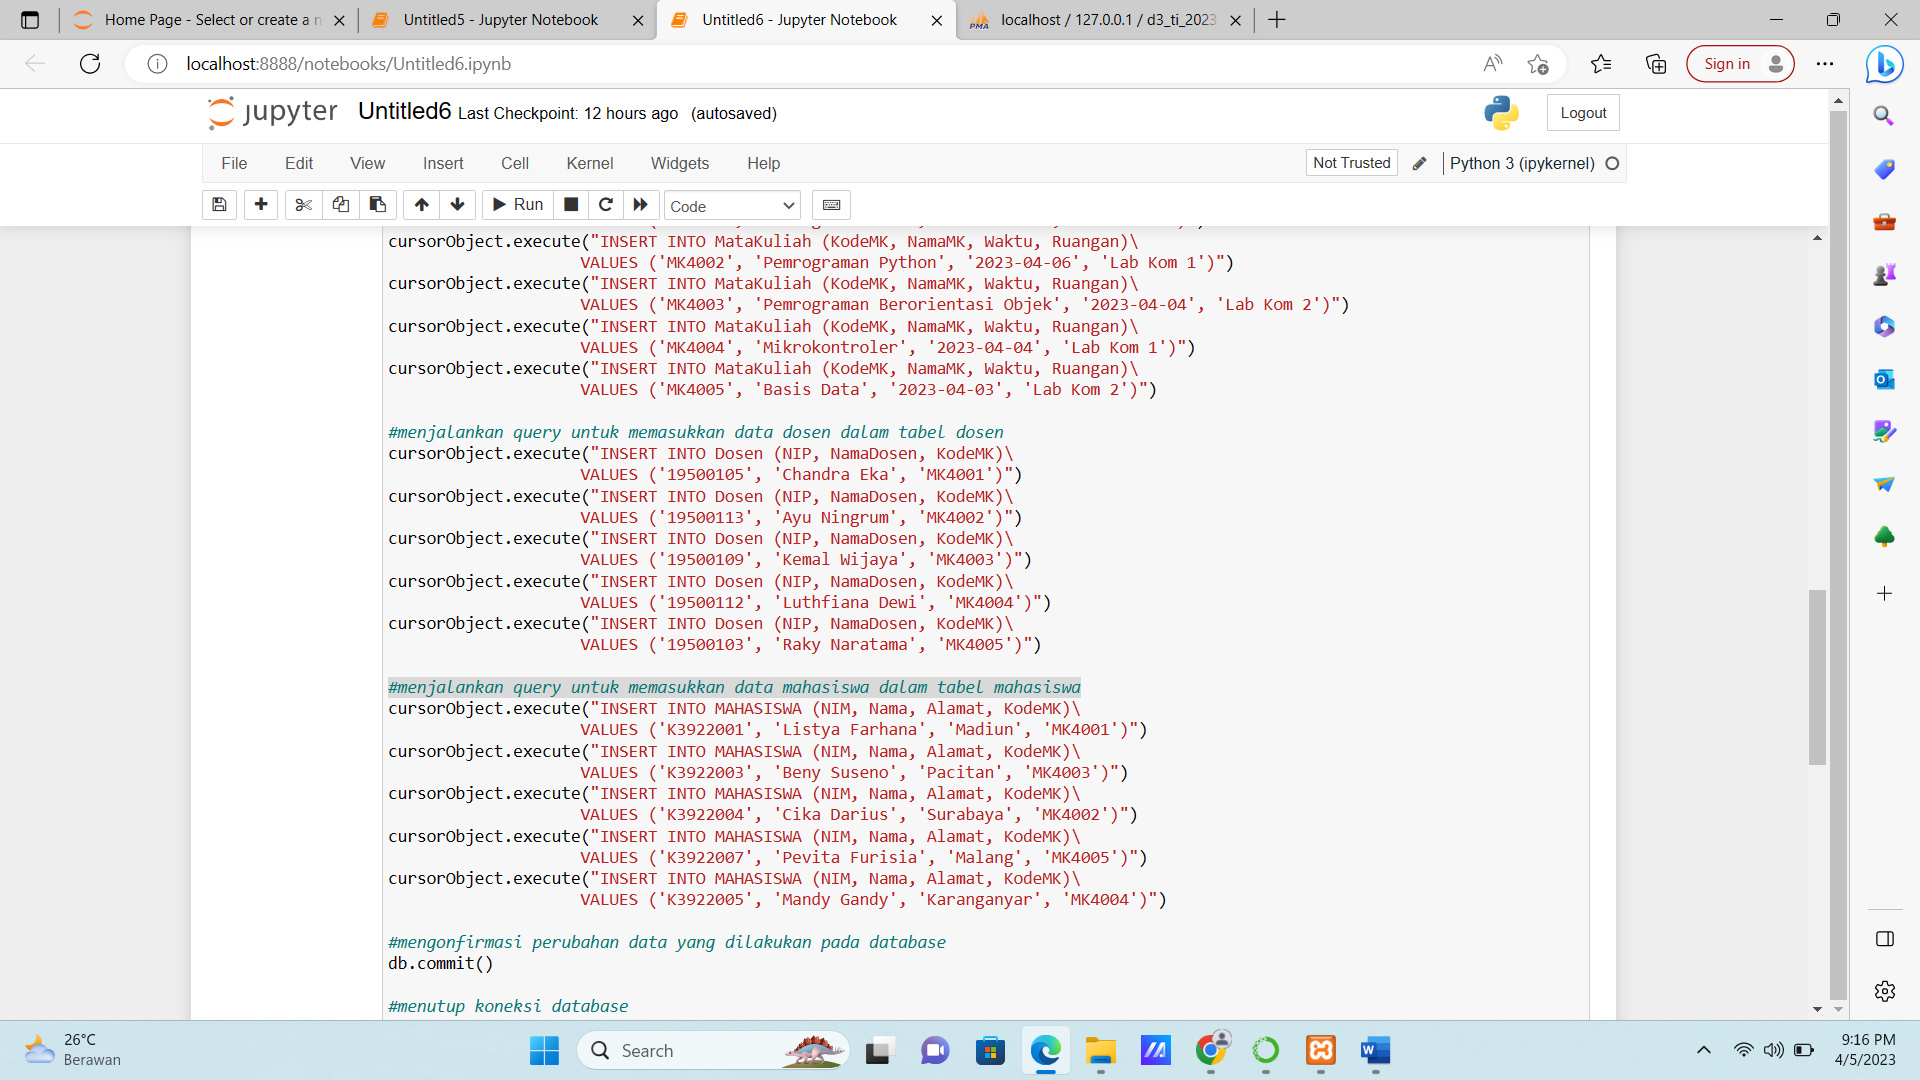 Home Page - Select or create a n
Untitled5 - Jupyter Notebook
Untitled6 - Jupyter Notebook
PMA
localhost / 127.0.0.1 / d3_ti_2023
localhost:8888/notebooks/Untitled6.ipynb
Sign in
jupyter Untitled6 Last Checkpoint: 12 hours ago (autosaved)
Logout
File Edit View Insert Cell Kernel Widgets Help
Not Trusted
Python 3 (ipykernel)
Run
Code
cursorObject.execute("INSERT INTO MataKuliah (KodeMK, NamaMK, Waktu, Ruangan)\
VALUES ('MK4002', 'Pemrograman Python', '2023-04-06', 'Lab Kom 1')")
cursorObject.execute("INSERT INTO MataKuliah (KodeMK, NamaMK, Waktu, Ruangan)\
VALUES ('MK4003', 'Pemrograman Berorientasi Objek', '2023-04-04', 'Lab Kom 2')")
cursorObject.execute("INSERT INTO MataKuliah (KodeMK, NamaMK, Waktu, Ruangan)\
VALUES ('MK4004', 'Mikrokontroler', '2023-04-04', 'Lab Kom 1')")
cursorObject.execute("INSERT INTO MataKuliah (KodeMK, NamaMK, Waktu, Ruangan)\
VALUES ('MK4005', 'Basis Data', '2023-04-03', 'Lab Kom 2')")
#menjalankan query untuk memasukkan data dosen dalam tabel dosen
cursorObject.execute("INSERT INTO Dosen (NIP, NamaDosen, KodeMK)\
VALUES ('19500105', 'Chandra Eka', 'MK4001')")
cursorObject.execute("INSERT INTO Dosen (NIP, NamaDosen, KodeMK)\
VALUES ('19500113', 'Ayu Ningrum', 'MK4002')")
cursorObject.execute("INSERT INTO Dosen (NIP, NamaDosen, KodeMK)\
VALUES ('19500109', 'Kemal Wijaya', 'MK4003')")
cursorObject.execute("INSERT INTO Dosen (NIP, NamaDosen, KodeMK)\
VALUES ('19500112', 'Luthfiana Dewi', 'MK4004')")
cursorObject.execute("INSERT INTO Dosen (NIP, NamaDosen, KodeMK)\
VALUES ('19500103', 'Raky Naratama', 'MK4005')")
#menjalankan query untuk memasukkan data mahasiswa dalam tabel mahasiswa
cursorObject.execute("INSERT INTO MAHASISWA (NIM, Nama, Alamat, KodeMK)\
VALUES ('K3922001', 'Listya Farhana', 'Madiun', 'MK4001')")
cursorObject.execute("INSERT INTO MAHASISWA (NIM, Nama, Alamat, KodeMK)\
VALUES ('K3922003', 'Beny Suseno', 'Pacitan', 'MK4003')")
cursorObject.execute("INSERT INTO MAHASISWA (NIM, Nama, Alamat, KodeMK)\
VALUES ('K3922004', 'Cika Darius', 'Surabaya', 'MK4002')")
cursorObject.execute("INSERT INTO MAHASISWA (NIM, Nama, Alamat, KodeMK)\
VALUES ('K3922007', 'Pevita Furisia', 'Malang', 'MK4005')")
cursorObject.execute("INSERT INTO MAHASISWA (NIM, Nama, Alamat, KodeMK)\
VALUES ('K3922005', 'Mandy Gandy', 'Karanganyar', 'MK4004')")
#mengonfirmasi perubahan data yang dilakukan pada database
db.commit()
#menutup koneksi database
26°C
Berawan
Search
9:16 PM
4/5/2023